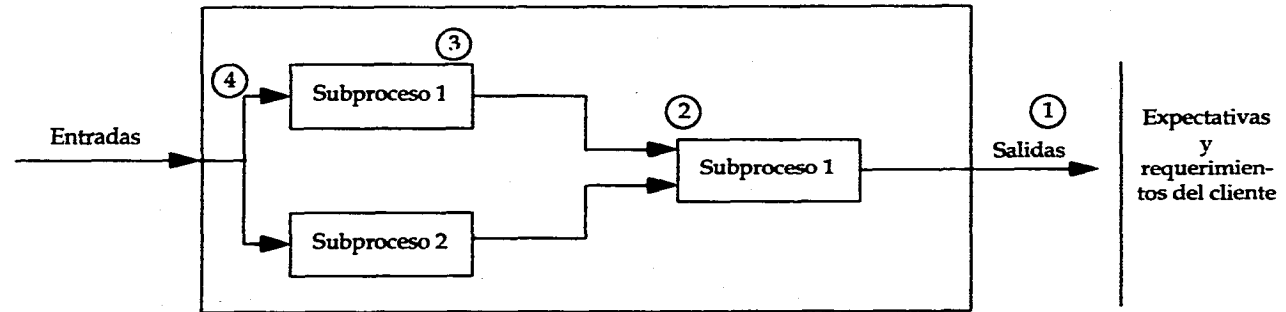 3
4
Subproceso 1
2
1
Entradas
Salidas
Expectativas
y
requerimien-
tos del cliente
Subproceso 1
Subproceso 2